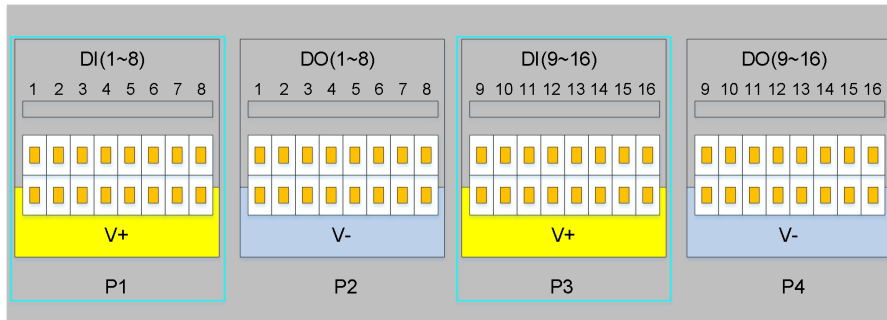 DI(1~8) DO(1~8) DI(9~16) DO(9~16)
1 2 3 4 5 6 7 8 1 2 3 4 5 6 7 8 9 10 11 12 13 14 15 16 9 10 11 12 13 14 15 16
V+ V- V+ V-
P1 P2 P3 P4